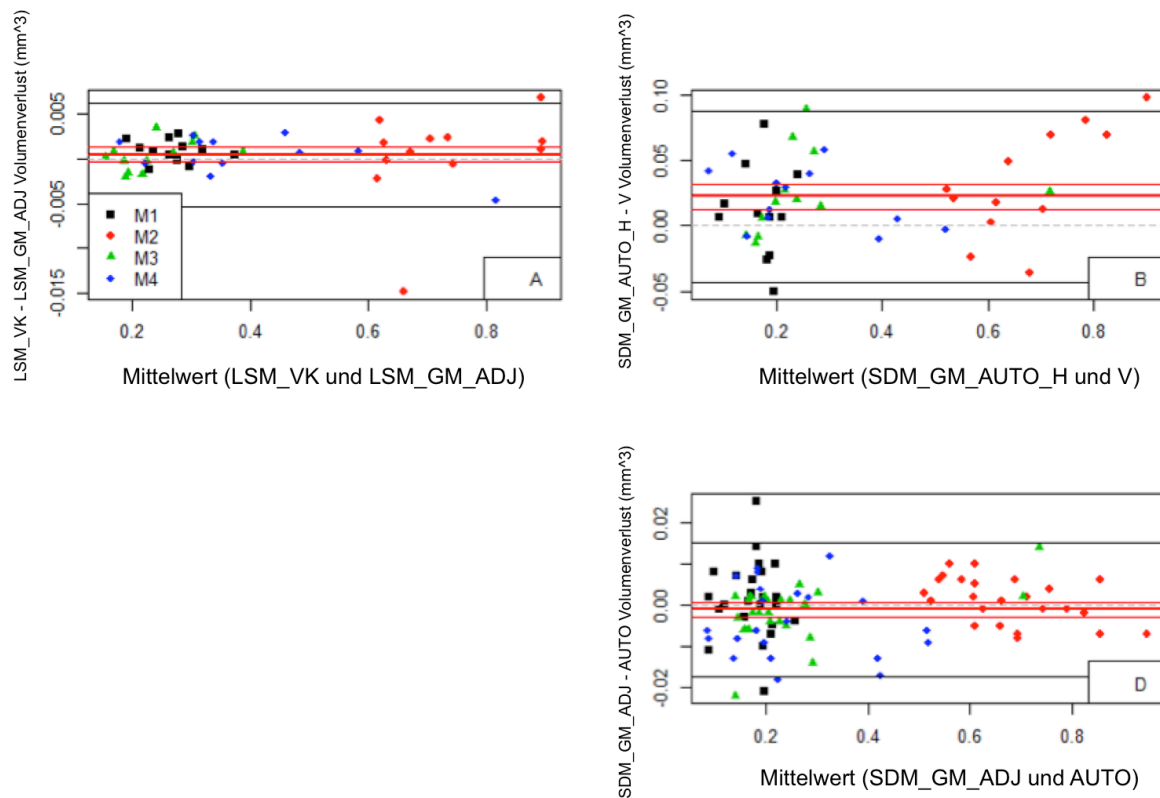 LSM_VK - LSM_GM_ADJ Volumenverlust (mm^3)
0.005
-0.005
-0.015
M1
M2
M3
M4
A
0.2 0.4 0.6 0.8
Mittelwert (LSM_VK und LSM_GM_ADJ)
SDM_GM_AUTO_H - V Volumenverlust (mm^3)
0.10
0.05
0.00
-0.05
B
0.2 0.4 0.6 0.8
Mittelwert (SDM_GM_AUTO_H und V)
SDM_GM_ADJ - AUTO Volumenverlust (mm^3)
0.02
0.00
-0.02
D
0.2 0.4 0.6 0.8
Mittelwert (SDM_GM_ADJ und AUTO)